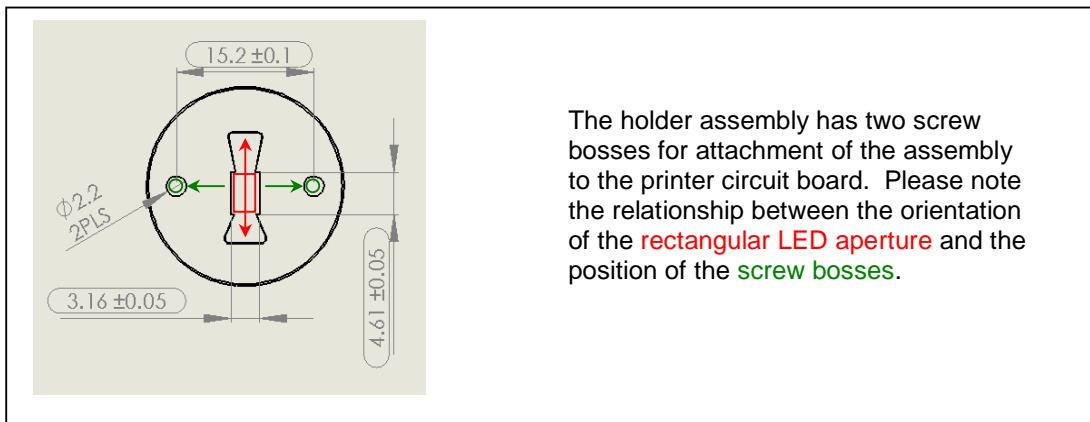 15.2 ±0.1
Φ2.2
2PLS
3.16 ±0.05
4.61 ±0.05
The holder assembly has two screw
bosses for attachment of the assembly
to the printer circuit board. Please note
the relationship between the orientation
of the rectangular LED aperture and the
position of the screw bosses.